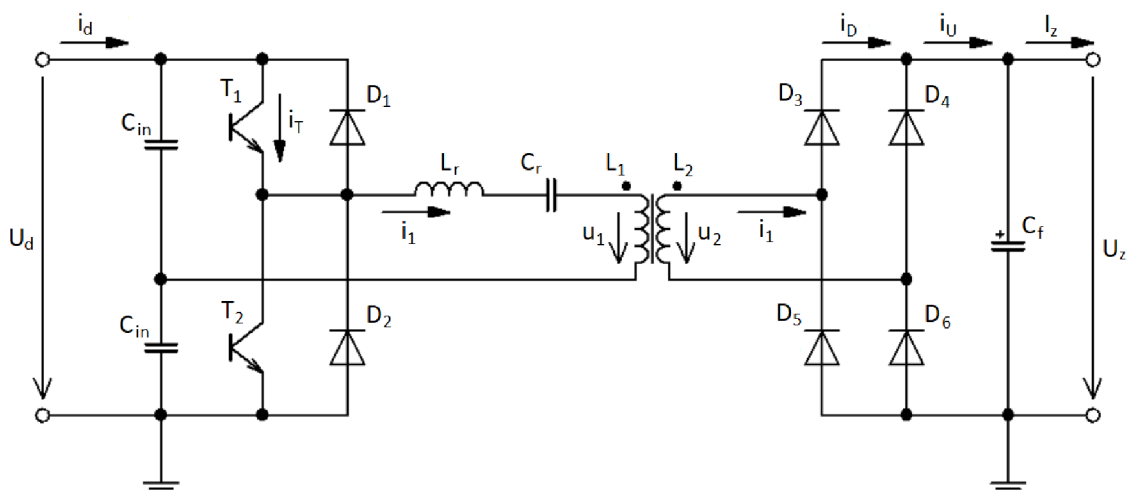 i_d
i_D
i_U
I_z
T_1
D_1
D_3
D_4
C_in
i_T
L_r
C_r
L_1
L_2
i_1
u_1
u_2
i_1
U_d
+
C_f
U_z
T_2
D_2
D_5
D_6
C_in